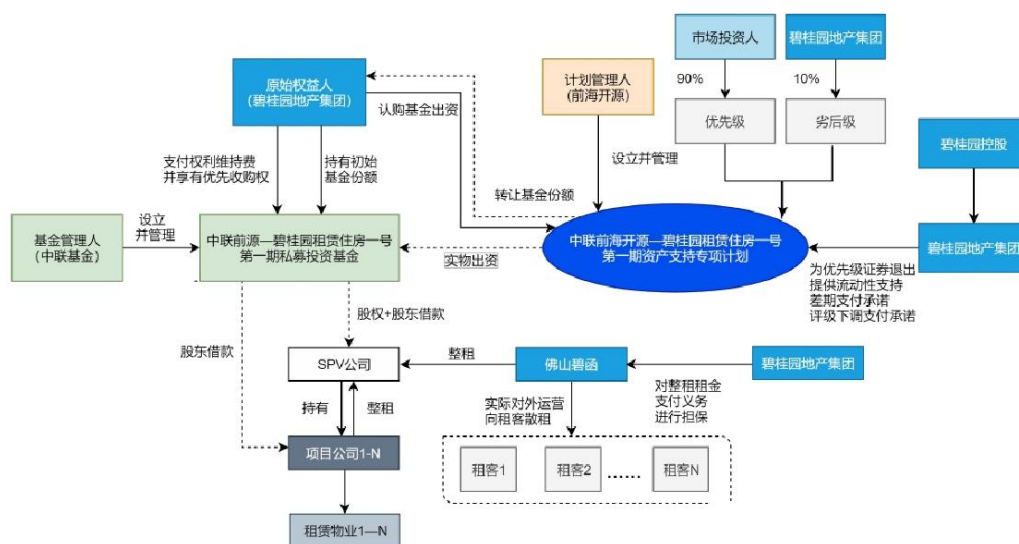 市场投资人
碧桂园地产集团
90%
10%
原始权益人
(碧桂园地产集团)
认购基金出资
计划管理人
(前海开源)
优先级
劣后级
碧桂园控股
设立并管理
支付权利维持费
并享有优先收购权
持有初始
基金份额
转让基金份额
基金管理人
(中联基金)
设立
并管理
中联前源—碧桂园租赁住房一号
第一期私募投资基金
实物出资
中联前海开源—碧桂园租赁住房一号
第一期资产支持专项计划
碧桂园地产集团
为优先级证券退出
提供流动性支持
差期支付承诺
评级下调支付承诺
股权+股东借款
股东借款
SPV公司
整租
佛山碧函
碧桂园地产集团
对整租租金
支付义务
进行担保
持有
整租
实际对外运营
向租客散租
项目公司1-N
租客1
租客2
……
租客N
租赁物业1—N